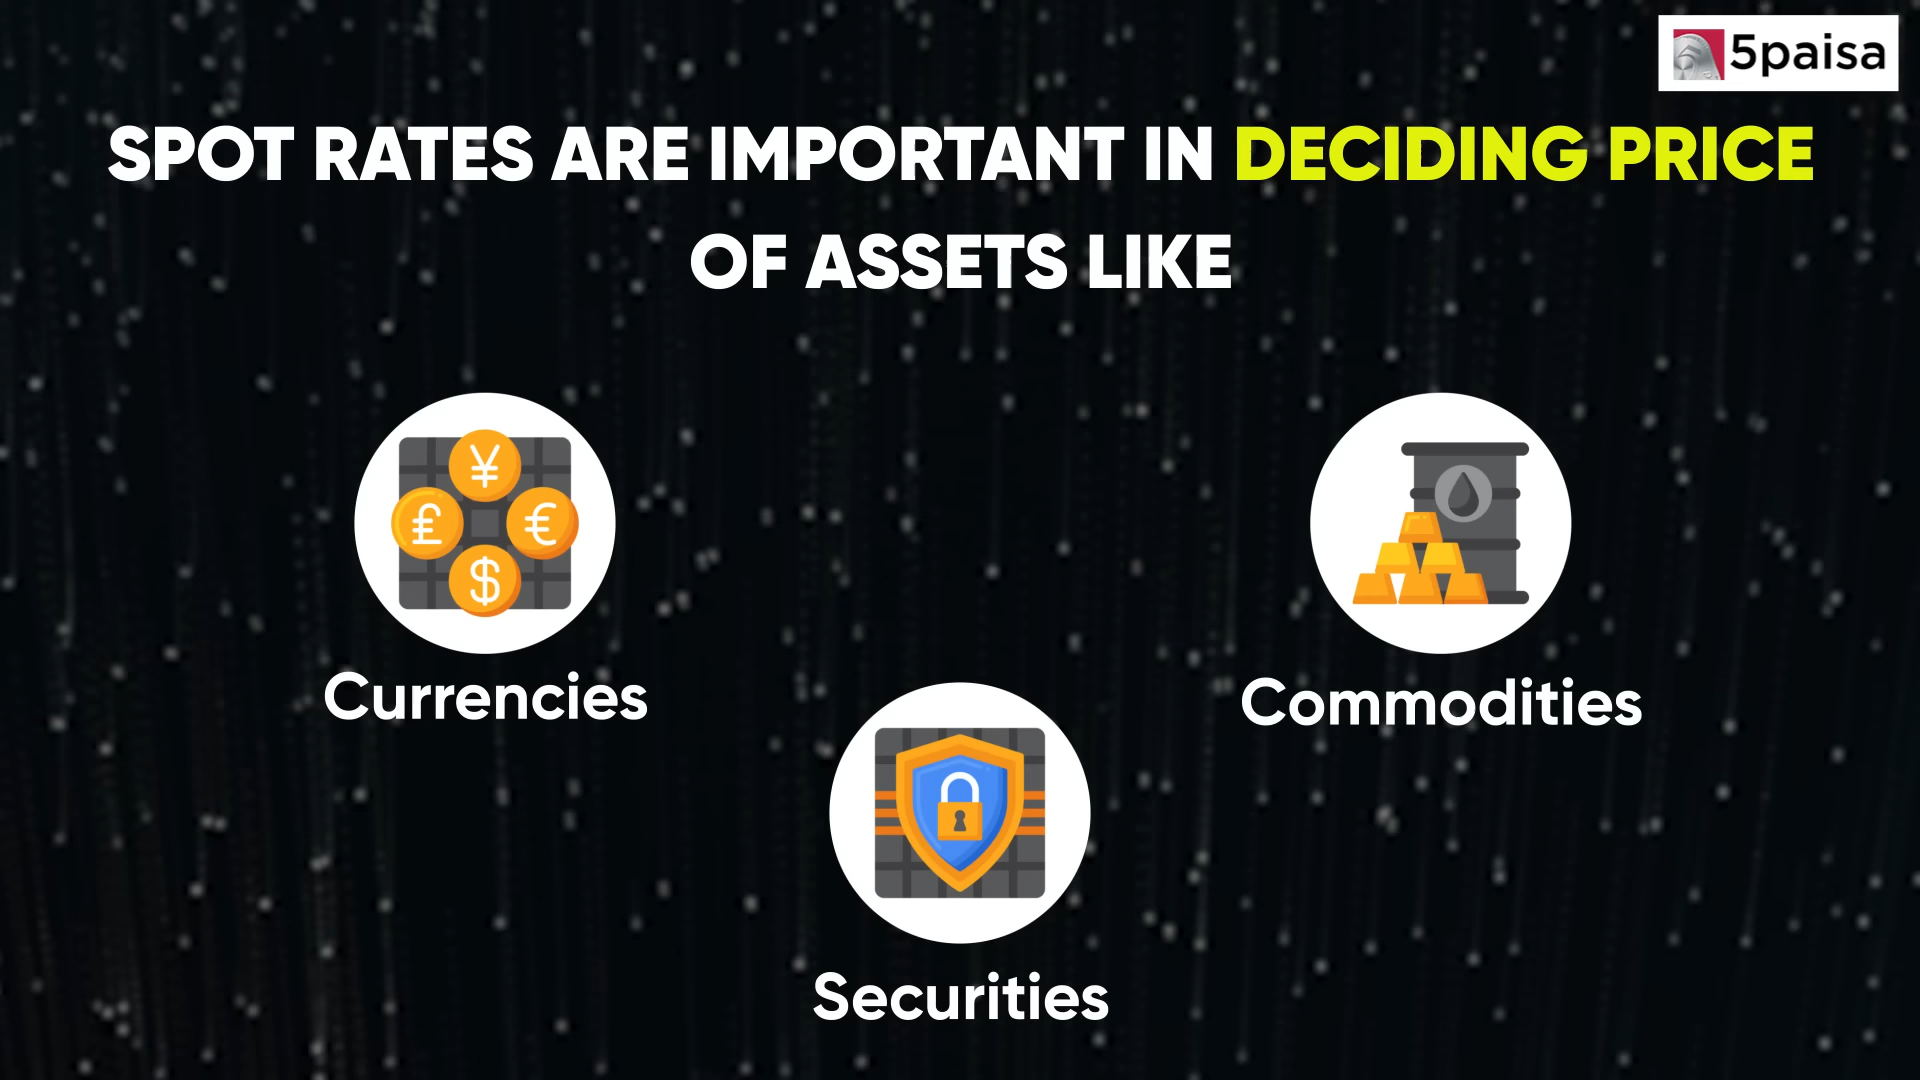 5paisa
SPOT RATES ARE IMPORTANT IN DECIDING PRICE
OF ASSETS LIKE
¥
£ €
$
Currencies
Commodities
Securities